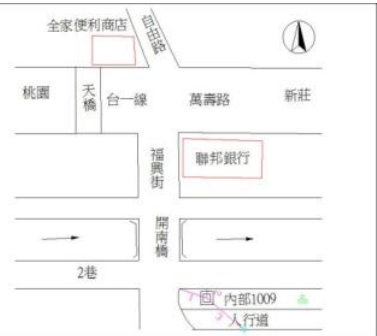 全家便利商店
自由路
桃園
天橋
台一線
萬壽路
新莊
福興街
聯邦銀行
開南橋
2巷
內部1009
人行道